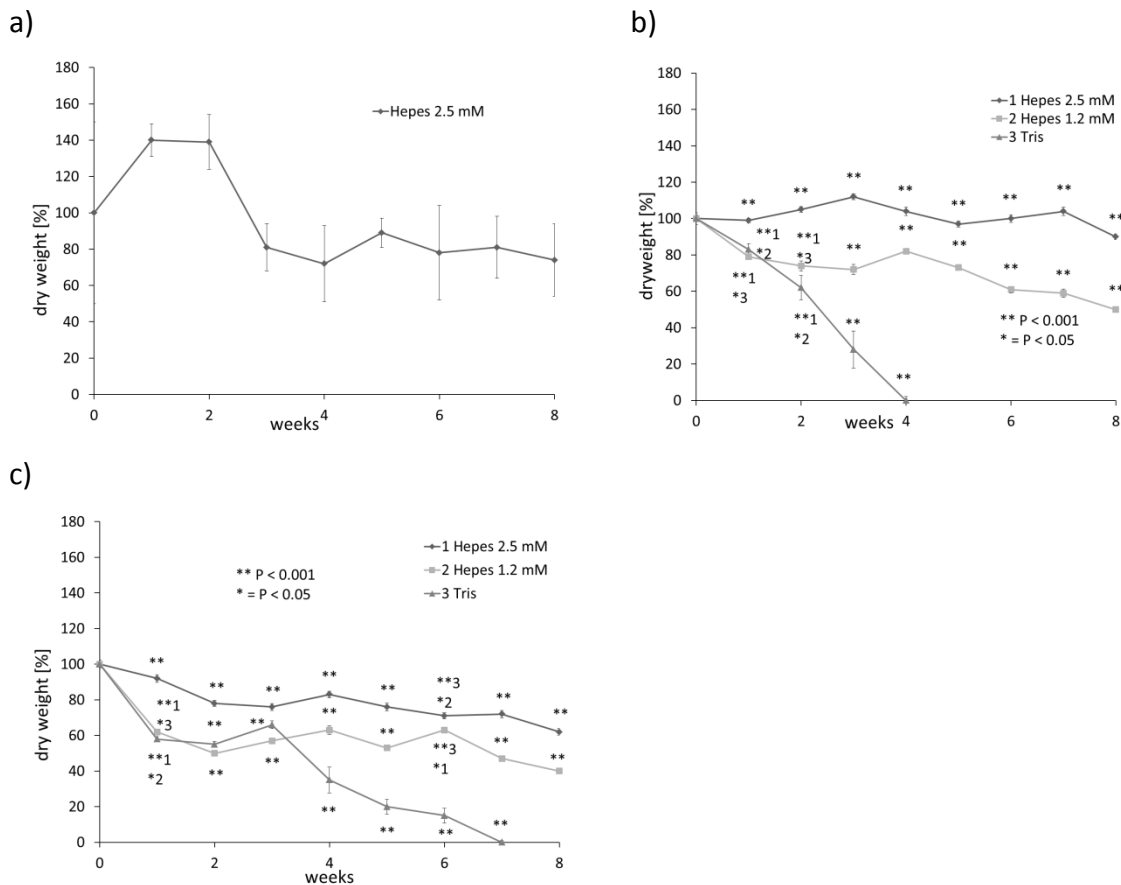 a)
180
160
140
120
100
80
60
40
20
0
dry weight [%]
Hepes 2.5 mM
0 2 4 6 8
weeks
b)
180
160
140
120
100
80
60
40
20
0
dryweight [%]
1 Hepes 2.5 mM
2 Hepes 1.2 mM
3 Tris
** ** ** ** ** ** ** **
**1
*2
**1
*3
** ** ** ** ** **
**1
*3
**1
*2
** **
** P < 0.001
* = P < 0.05
0 2 4 6 8
weeks
c)
180
160
140
120
100
80
60
40
20
0
dry weight [%]
1 Hepes 2.5 mM
2 Hepes 1.2 mM
3 Tris
** P < 0.001
* = P < 0.05
** ** ** ** ** **3 ** **
*2
**1
*3
** ** ** ** ** **
**1
*2
** **
**3
*1
** ** ** **
0 2 4 6 8
weeks